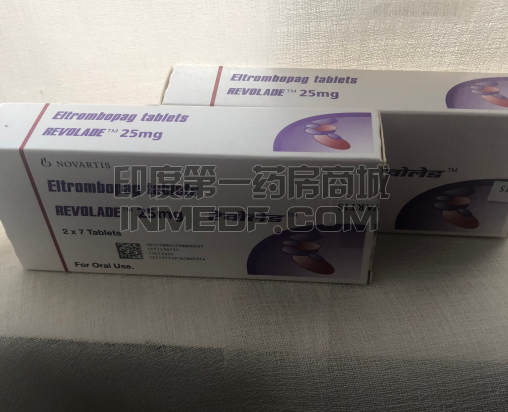 Eltrombopag tablets
REVOLADE™ 25mg
Eltrombopag tablets
REVOLADE™ 25mg
NOVARTIS
Eltrombopag tablets
REVOLADE™ 25mg
2 x 7 Tablets
For Oral Use.
印度第一药房商城
INMEDF.COM